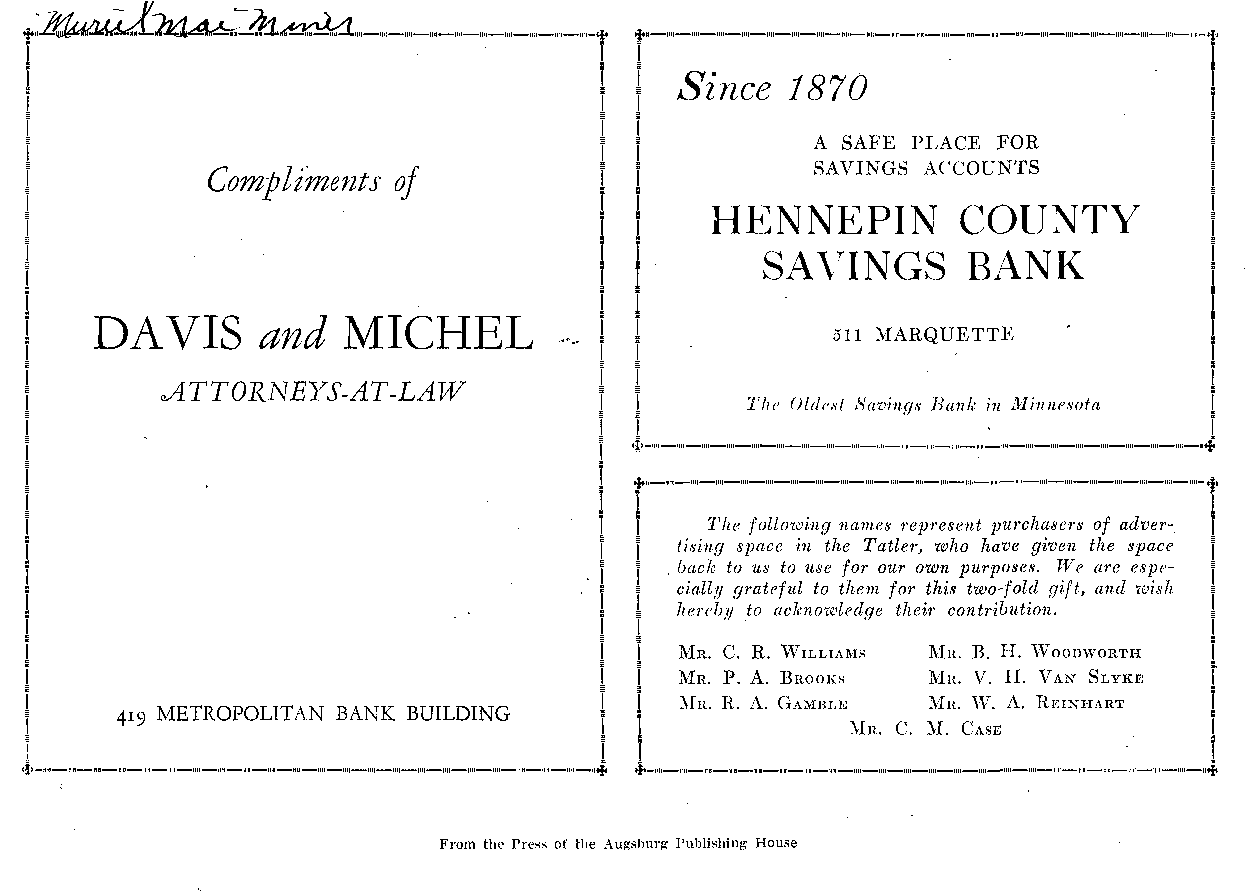 Muriel Mae Miner
Compliments of
DAVIS and MICHEL
ATTORNEYS-AT-LAW
419 METROPOLITAN BANK BUILDING
Since 1870
A SAFE PLACE FOR
SAVINGS ACCOUNTS
HENNEPIN COUNTY
SAVINGS BANK
511 MARQUETTE
The Oldest Savings Bank in Minnesota
The following names represent purchasers of adver-
tising space in the Tatler, who have given the space
back to us to use for our own purposes. We are espe-
cially grateful to them for this two-fold gift, and wish
hereby to acknowledge their contribution.
MR. C. R. WILLIAMS MR. B. H. WOODWORTH
MR. P. A. BROOKS MR. V. H. VAN SLYKE
MR. R. A. GAMBLE MR. W. A. REINHART
MR. C. M. CASE
From the Press of the Augsburg Publishing House